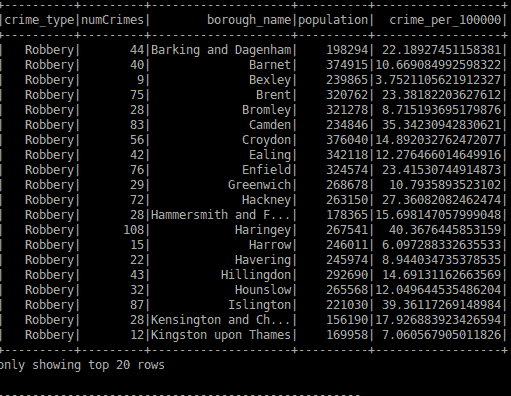 +----------+---------+--------------------+----------+------------------+
|crime_type|numCrimes|        borough_name|population|  crime_per_100000|
+----------+---------+--------------------+----------+------------------+
|   Robbery|       44|Barking and Dagenham|    198294| 22.18927451158381|
|   Robbery|       40|              Barnet|    374915|10.669084992598322|
|   Robbery|        9|              Bexley|    239865|3.7521105621912327|
|   Robbery|       75|               Brent|    320762| 23.38182203627612|
|   Robbery|       28|             Bromley|    321278| 8.715193695179876|
|   Robbery|       83|              Camden|    234846| 35.34230942830621|
|   Robbery|       56|             Croydon|    376040|14.892032762472077|
|   Robbery|       42|              Ealing|    342118|12.276466014649916|
|   Robbery|       76|             Enfield|    324574| 23.41530744914873|
|   Robbery|       29|           Greenwich|    268678|  10.7935893523102|
|   Robbery|       72|             Hackney|    263150| 27.36082082462474|
|   Robbery|       28|Hammersmith and F...|    178365|15.698147057999048|
|   Robbery|      108|            Haringey|    267541|  40.3676445853159|
|   Robbery|       15|              Harrow|    246011| 6.097288332635533|
|   Robbery|       22|            Havering|    245974| 8.944034735378535|
|   Robbery|       43|          Hillingdon|    292690| 14.69131162663569|
|   Robbery|       32|            Hounslow|    265568|12.049644535486204|
|   Robbery|       87|           Islington|    221030| 39.36117269148984|
|   Robbery|       28|Kensington and Ch...|    156190|17.926883923426594|
|   Robbery|       12|Kingston upon Thames|    169958| 7.060567905011826|
+----------+---------+--------------------+----------+------------------+
only showing top 20 rows